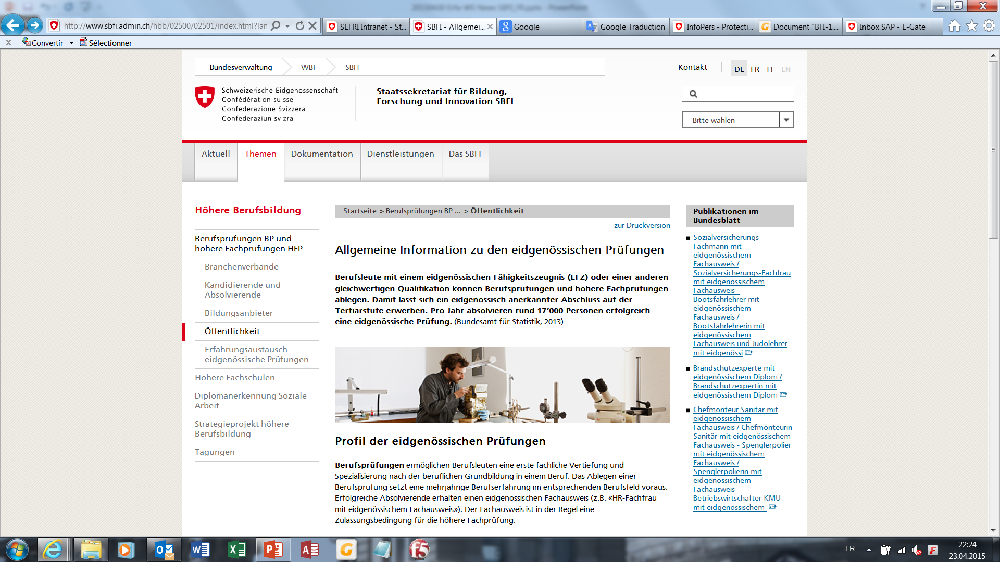 http://www.sbfi.admin.ch/hbb/02500/02501/index.html?lan
SEFRI Intranet - St...
SBFI - Allgemei...
Google
Google Traduction
InfoPers - Protecti...
Document "BFI-1....
Inbox SAP - E-Gate
x Convertir
Sélectionner
Bundesverwaltung
WBF
SBFI
Kontakt
DE FR IT EN
Schweizerische Eidgenossenschaft
Confédération suisse
Confederazione Svizzera
Confederaziun svizra
Staatssekretariat für Bildung,
Forschung und Innovation SBFI
-- Bitte wählen --
Aktuell
Themen
Dokumentation
Dienstleistungen
Das SBFI
Höhere Berufsbildung
Berufsprüfungen BP und
höhere Fachprüfungen HFP
Branchenverbände
Kandidierende und
Absolvierende
Bildungsanbieter
Öffentlichkeit
Erfahrungsaustausch
eidgenössische Prüfungen
Höhere Fachschulen
Diplomanerkennung Soziale
Arbeit
Strategieprojekt höhere
Berufsbildung
Tagungen
Startseite > Berufsprüfungen BP ... > Öffentlichkeit
zur Druckversion
Allgemeine Information zu den eidgenössischen Prüfungen
Berufsleute mit einem eidgenössischen Fähigkeitszeugnis (EFZ) oder einer anderen
gleichwertigen Qualifikation können Berufsprüfungen und höhere Fachprüfungen
ablegen. Damit lässt sich ein eidgenössisch anerkannter Abschluss auf der
Tertiärstufe erwerben. Pro Jahr absolvieren rund 17'000 Personen erfolgreich
eine eidgenössische Prüfung. (Bundesamt für Statistik, 2013)
Profil der eidgenössischen Prüfungen
Berufsprüfungen ermöglichen Berufsleuten eine erste fachliche Vertiefung und
Spezialisierung nach der beruflichen Grundbildung in einem Beruf. Das Ablegen einer
Berufsprüfung setzt eine mehrjährige Berufserfahrung im entsprechenden Berufsfeld voraus.
Erfolgreiche Absolvierende erhalten einen eidgenössischen Fachausweis (z.B. «HR-Fachfrau
mit eidgenössischem Fachausweis»). Der Fachausweis ist in der Regel eine
Zulassungsbedingung für die höhere Fachprüfung.
Publikationen im
Bundesblatt
Sozialversicherungs-
Fachmann mit
eidgenössischem
Fachausweis /
Sozialversicherungs-Fachfrau
mit eidgenössischem
Fachausweis -
Bootsfahrlehrer mit
eidgenössischem
Fachausweis /
Bootsfahrlehrerin mit
eidgenössischem
Fachausweis und Judolehrer
mit eidgenössi
Brandschutzexperte mit
eidgenössischem Diplom /
Brandschutzexpertin mit
eidgenössischem Diplom
Chefmonteur Sanitär mit
eidgenössischem
Fachausweis / Chefmonteurin
Sanitär mit eidgenössischem
Fachausweis - Spenglerpolier
mit eidgenössischem
Fachausweis /
Spenglerpolierin mit
eidgenössischem
Fachausweis -
Betriebswirtschafter KMU
mit eidgenössischem
FR
22:24
23.04.2015